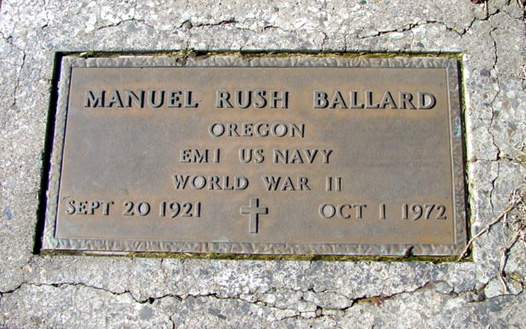 MANUEL RUSH BALLARD
OREGON
EM1 US NAVY
WORLD WAR II
SEPT 20 1921 OCT 1 1972